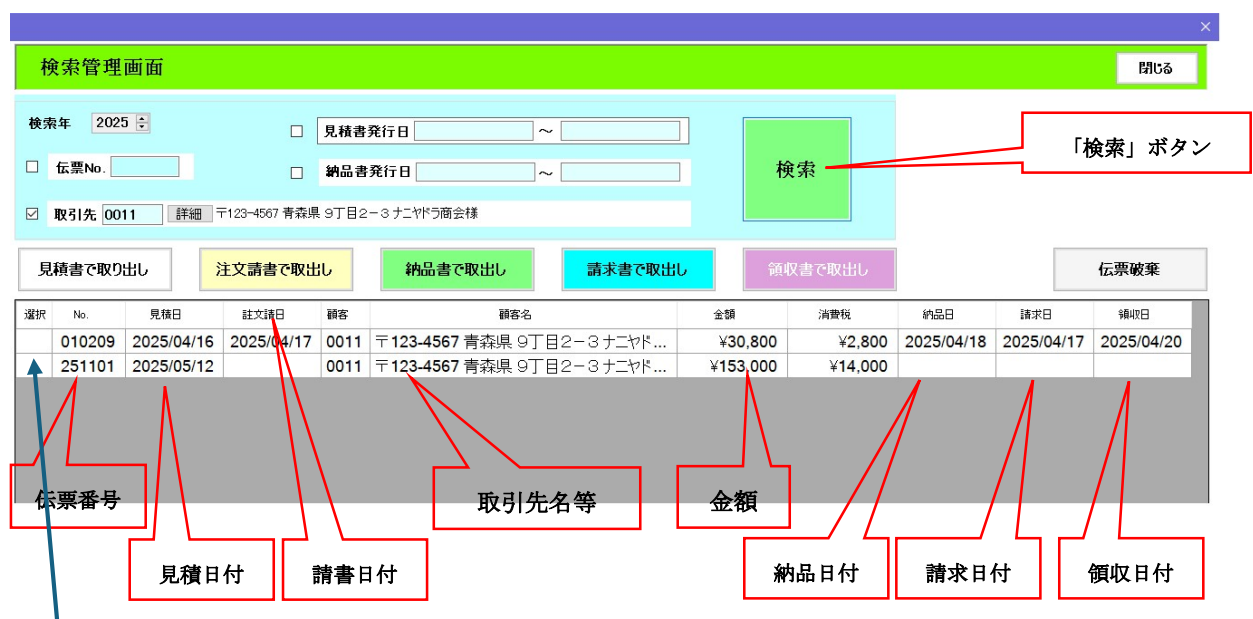 ×
検索管理画面 閉じる
検索年 2025 見積書発行日 ～
「検索」ボタン
伝票No. 納品書発行日 ～ 検索
取引先 0011 詳細 〒123-4567 青森県 9丁目2－3 ナニヤドラ商会様
見積書で取り出し 注文請書で取出し 納品書で取出し 請求書で取出し 領収書で取出し 伝票破棄
選択 No. 見積日 註文請日 顧客 顧客名 金額 消費税 納品日 請求日 領収日
010209 2025/04/16 2025/04/17 0011 〒123-4567 青森県 9丁目2－3 ナニヤド... ¥30,800 ¥2,800 2025/04/18 2025/04/17 2025/04/20
251101 2025/05/12 0011 〒123-4567 青森県 9丁目2－3 ナニヤド... ¥153,000 ¥14,000
伝票番号 取引先名等 金額
見積日付 請書日付 納品日付 請求日付 領収日付